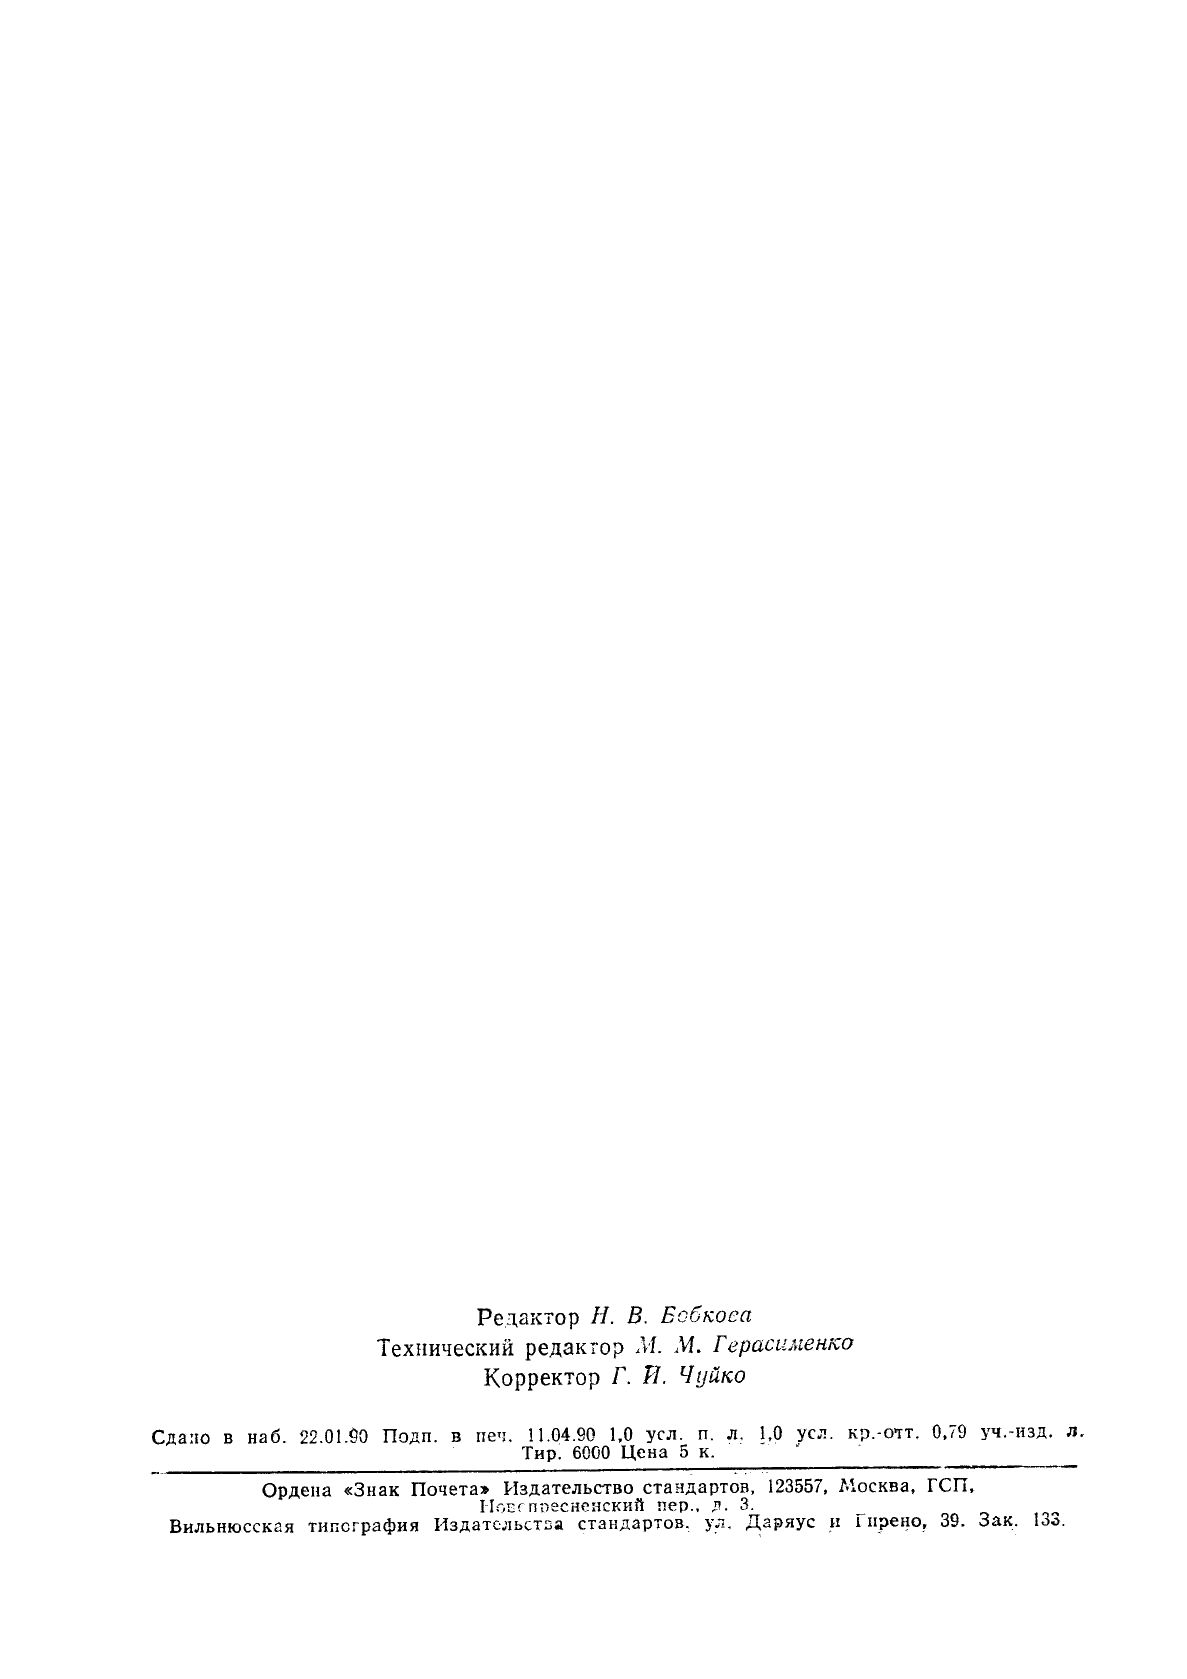 Редактор Н. В. Бобкова
Технический редактор М. М. Герасименко
Корректор Г. И. Чуйко
Сдано в наб. 22.01.90 Подп. в печ. 11.04.90 1,0 усл. п. л. 1,0 усл. кр.-отт. 0,79 уч.-изд. л.
Тир. 6000 Цена 5 к.
Ордена «Знак Почета» Издательство стандартов, 123557, Москва, ГСП,
Новопресненский пер., д. 3.
Вильнюсская типография Издательства стандартов, ул. Даряус и Гирено, 39. Зак. 133.